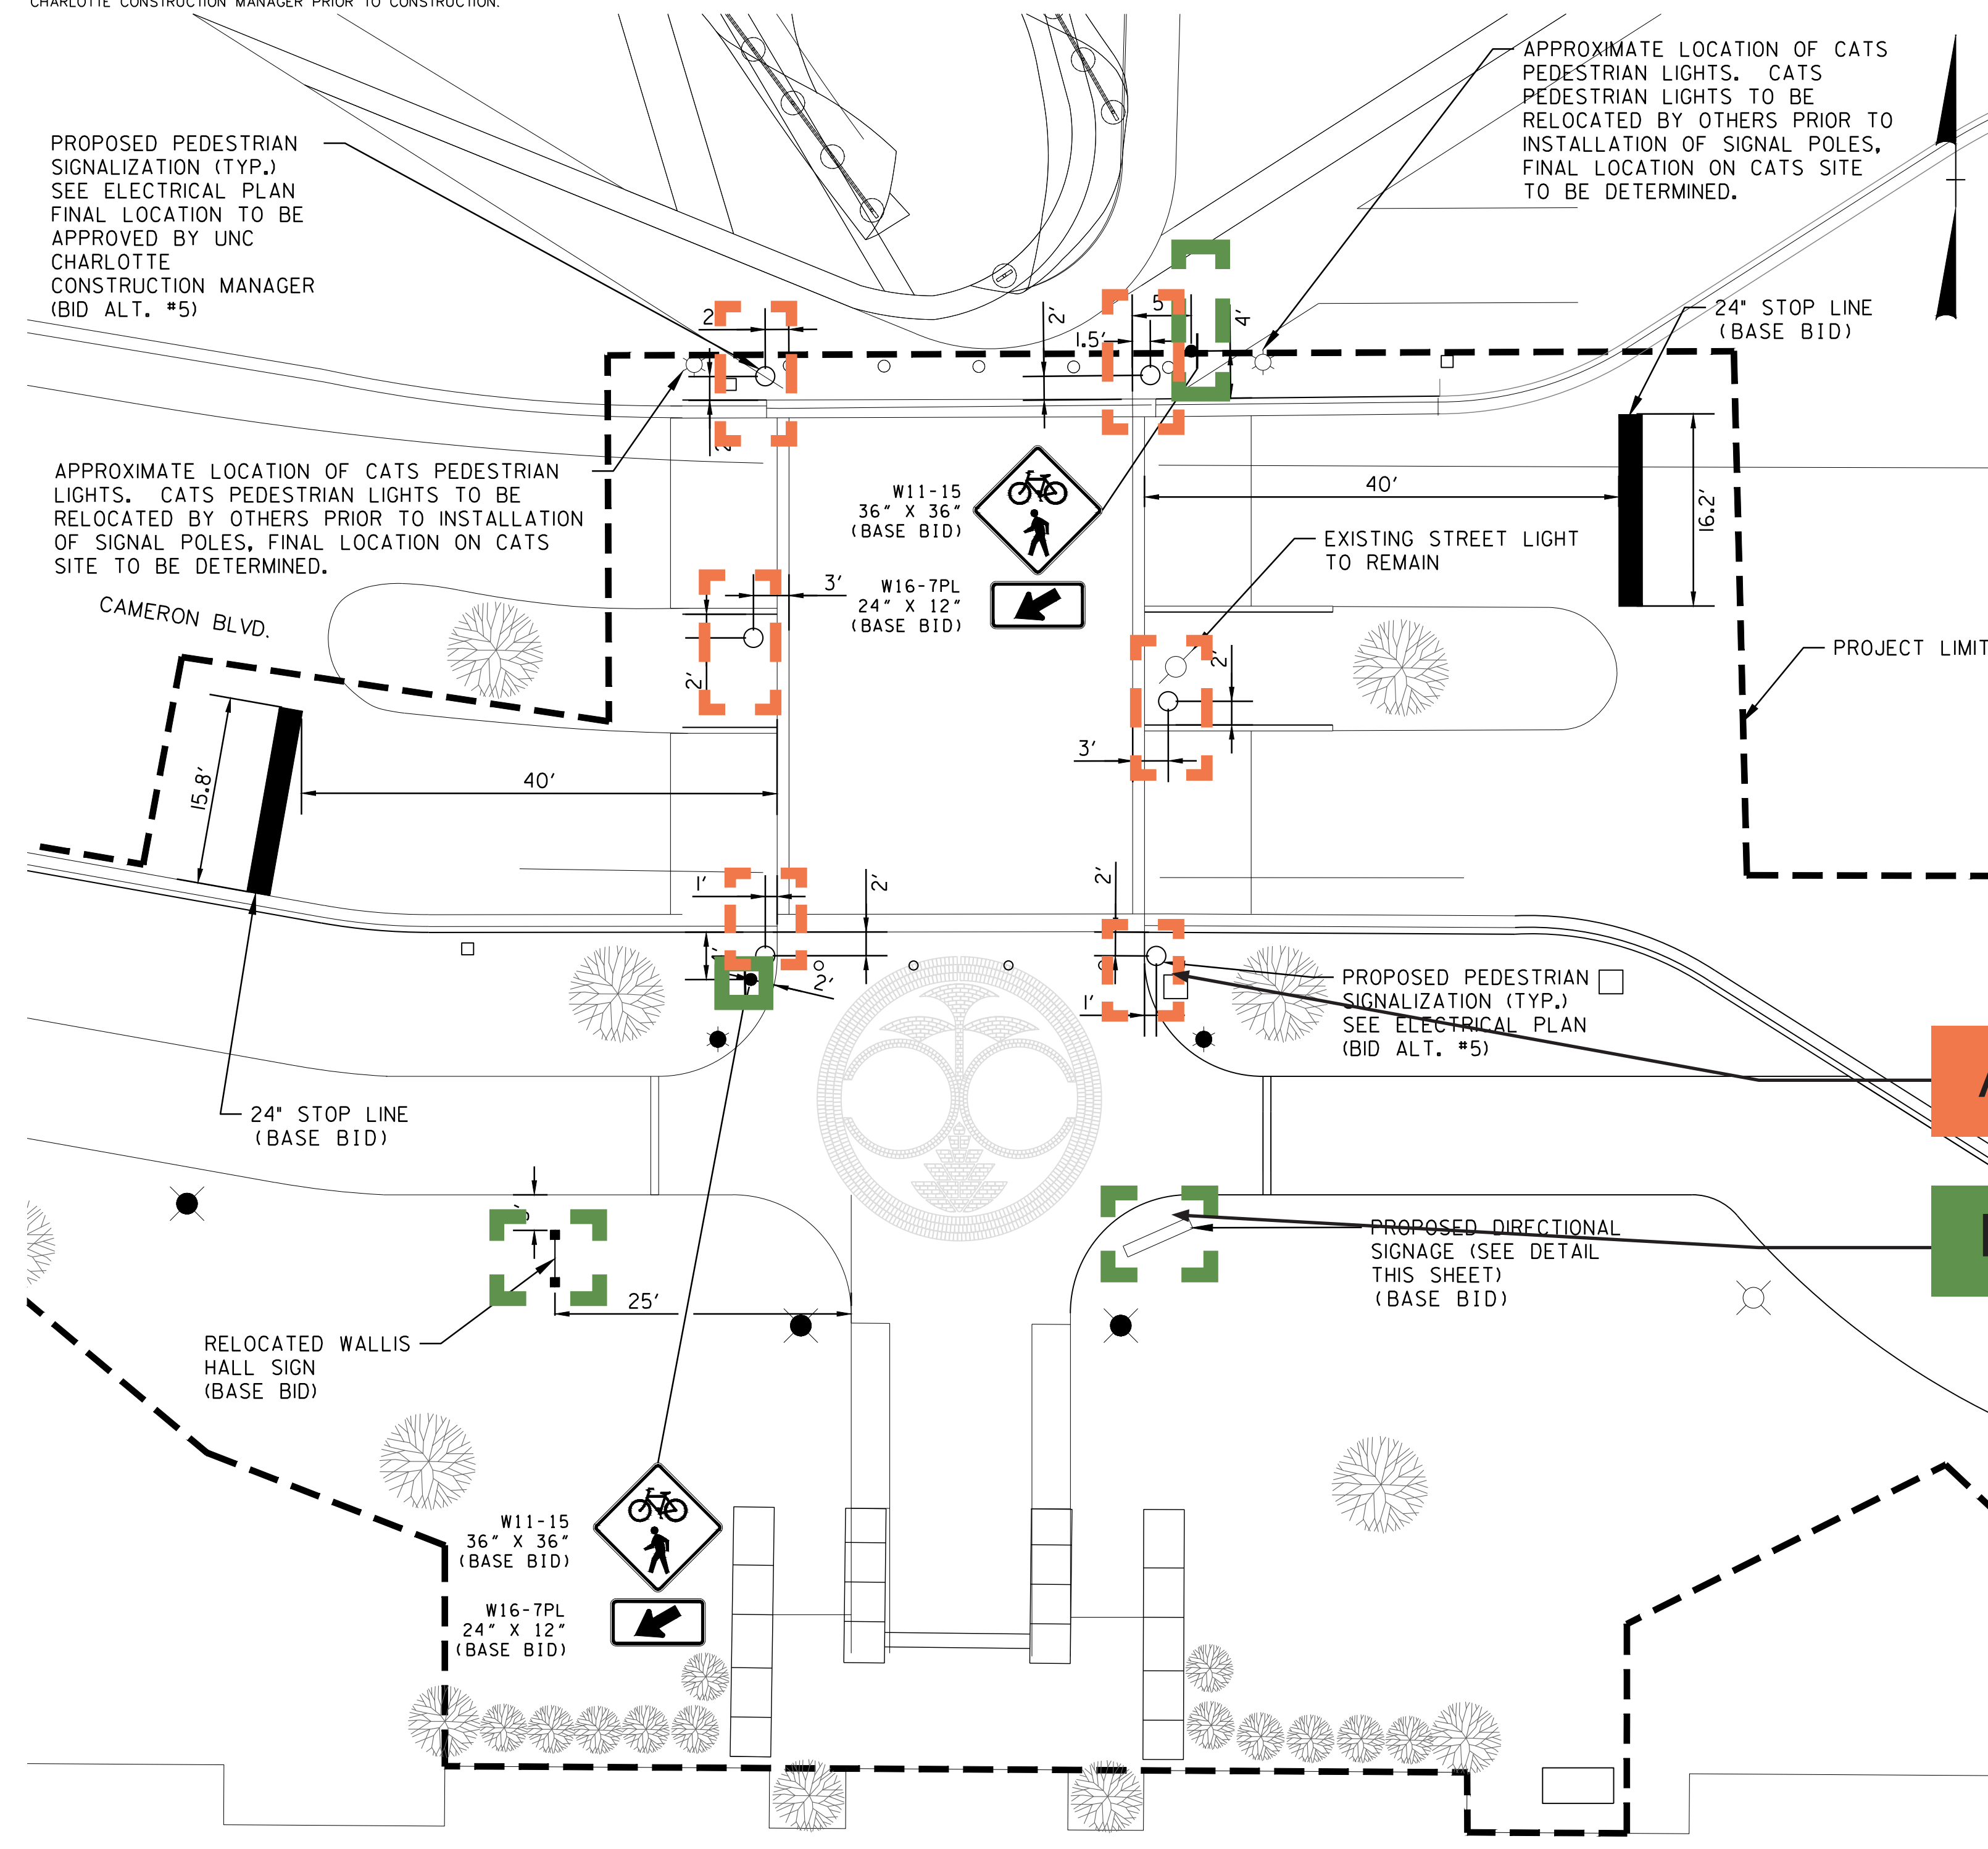 CHARLOTTE CONSTRUCTION MANAGER PRIOR TO CONSTRUCTION.
APPROXIMATE LOCATION OF CATS
PEDESTRIAN LIGHTS. CATS
PEDESTRIAN LIGHTS TO BE
RELOCATED BY OTHERS PRIOR TO
INSTALLATION OF SIGNAL POLES,
FINAL LOCATION ON CATS SITE
TO BE DETERMINED.
PROPOSED PEDESTRIAN
SIGNALIZATION (TYP.)
SEE ELECTRICAL PLAN
FINAL LOCATION TO BE
APPROVED BY UNC
CHARLOTTE
CONSTRUCTION MANAGER
(BID ALT. #5)
24" STOP LINE
(BASE BID)
2
2'
5
1.5'
4'
2
APPROXIMATE LOCATION OF CATS PEDESTRIAN
LIGHTS. CATS PEDESTRIAN LIGHTS TO BE
RELOCATED BY OTHERS PRIOR TO INSTALLATION
OF SIGNAL POLES, FINAL LOCATION ON CATS
SITE TO BE DETERMINED.
W11-15
36" X 36"
(BASE BID)
40'
16.2'
EXISTING STREET LIGHT
TO REMAIN
W16-7PL
24" X 12"
(BASE BID)
3'
2'
CAMERON BLVD.
PROJECT LIMIT
2'
3'
15.8'
40'
1'
2'
2'
2'
1'
PROPOSED PEDESTRIAN
SIGNALIZATION (TYP.)
SEE ELECTRICAL PLAN
(BID ALT. #5)
24" STOP LINE
(BASE BID)
PROPOSED DIRECTIONAL
SIGNAGE (SEE DETAIL
THIS SHEET)
(BASE BID)
25'
RELOCATED WALLIS
HALL SIGN
(BASE BID)
W11-15
36" X 36"
(BASE BID)
W16-7PL
24" X 12"
(BASE BID)